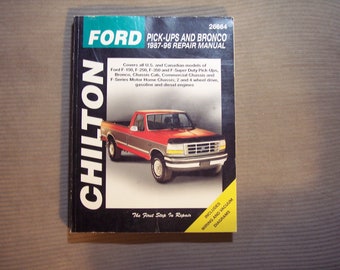 26664
FORD
PICK-UPS AND BRONCO
1987-96 REPAIR MANUAL
CHILTON
Covers all U.S. and Canadian models of
Ford F-150, F-250, F-350 and F-Super Duty Pick-Ups,
Bronco, Chassis Cab, Commercial Chassis and
F-Series Motor Home Chassis, 2 and 4 wheel drive,
gasoline and diesel engines
The First Step In Repair
INCLUDES
WIRING AND VACUUM
DIAGRAMS